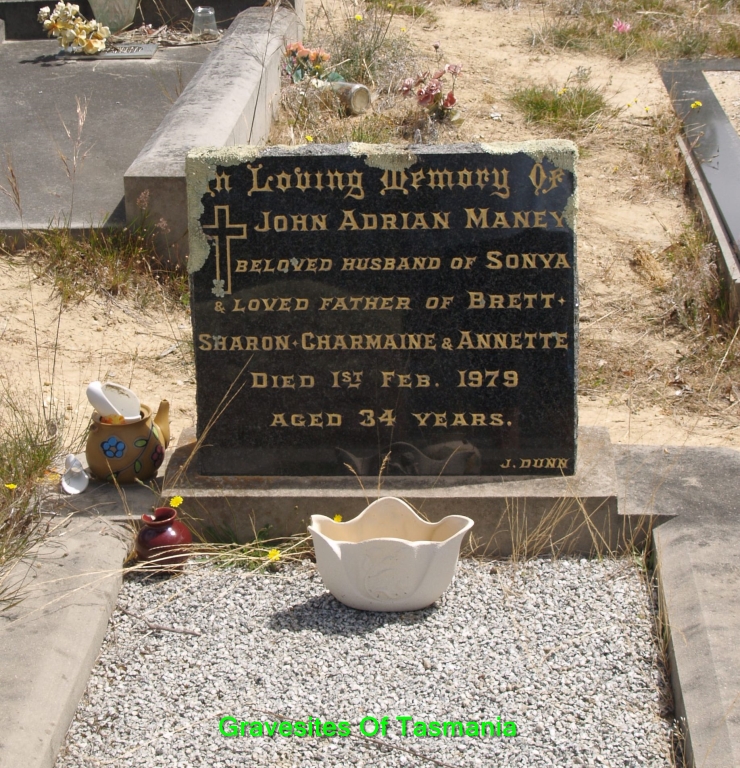 In Loving Memory Of
JOHN ADRIAN MANEY
BELOVED HUSBAND OF SONYA
& LOVED FATHER OF BRETT·
SHARON·CHARMAINE & ANNETTE
DIED 1ST FEB. 1979
AGED 34 YEARS.
J. DUNN
Gravesites Of Tasmania